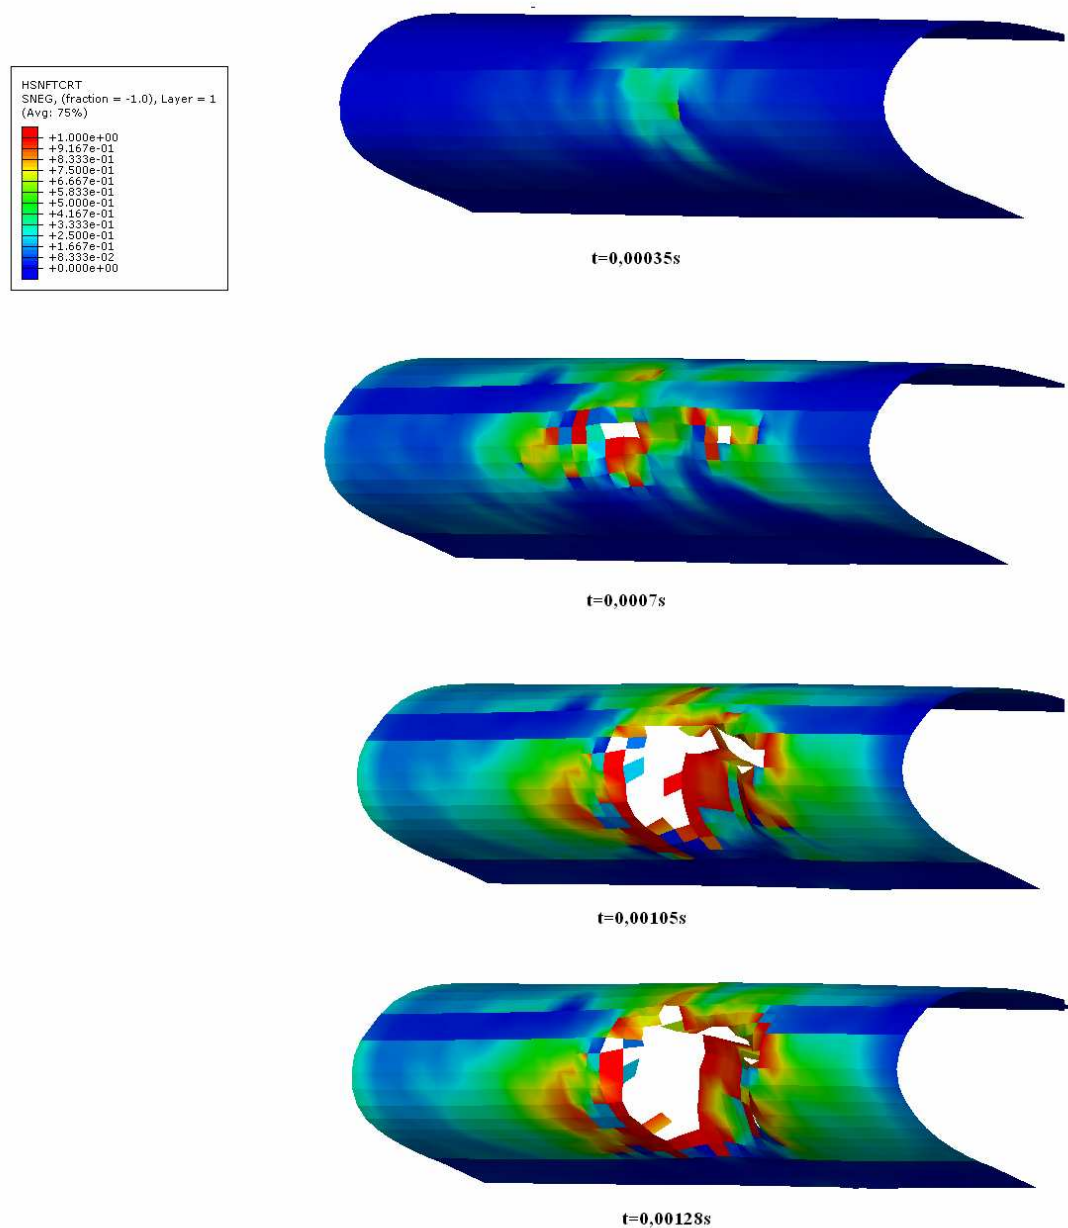 HSNFTCRT
SNEG, (fraction = -1.0), Layer = 1
(Avg: 75%)
+1.000e+00
+9.167e-01
+8.333e-01
+7.500e-01
+6.667e-01
+5.833e-01
+5.000e-01
+4.167e-01
+3.333e-01
+2.500e-01
+1.667e-01
+8.333e-02
+0.000e+00
t=0,00035s
t=0,0007s
t=0,00105s
t=0,00128s